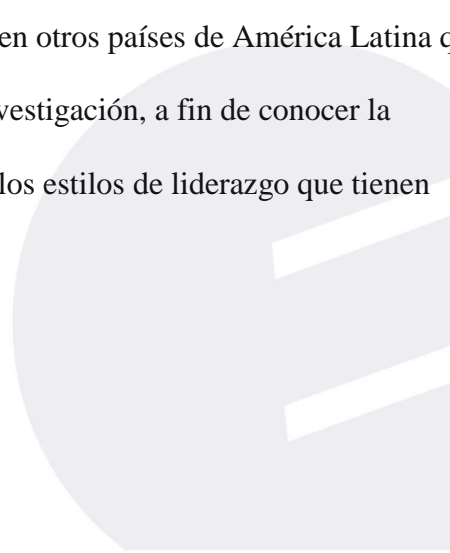 en otros países de América Latina
vestigación, a fin de conocer la
los estilos de liderazgo que tienen